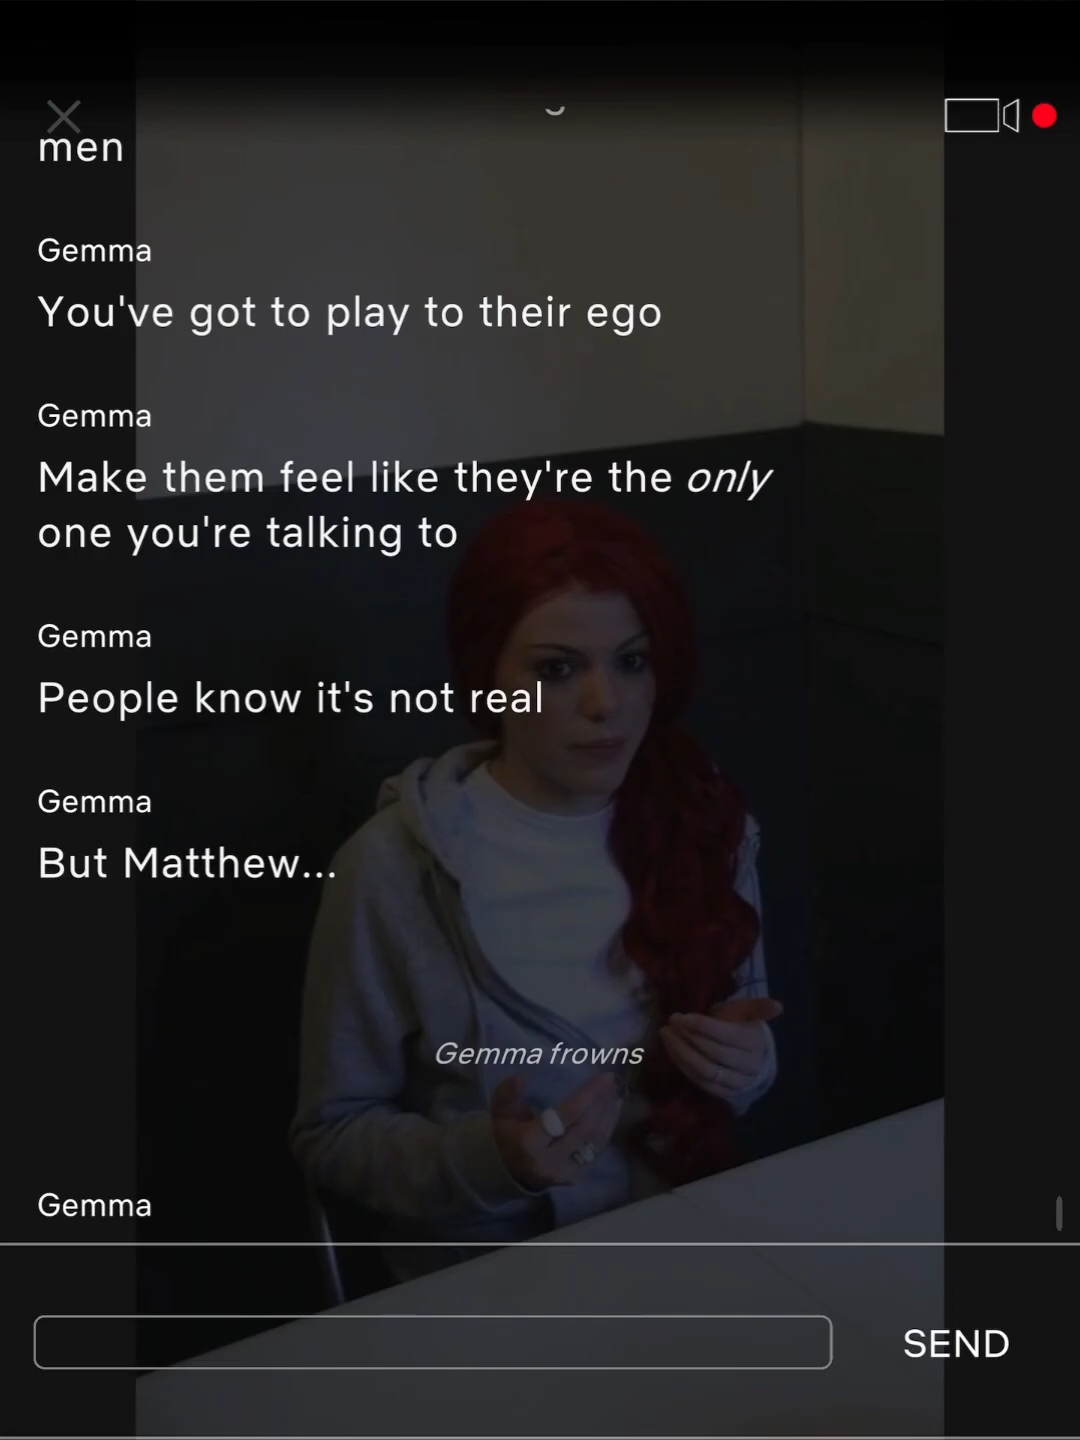 men
Gemma
You've got to play to their ego
Gemma
Make them feel like they're the only
one you're talking to
Gemma
People know it's not real
Gemma
But Matthew...
Gemma frowns
Gemma
SEND